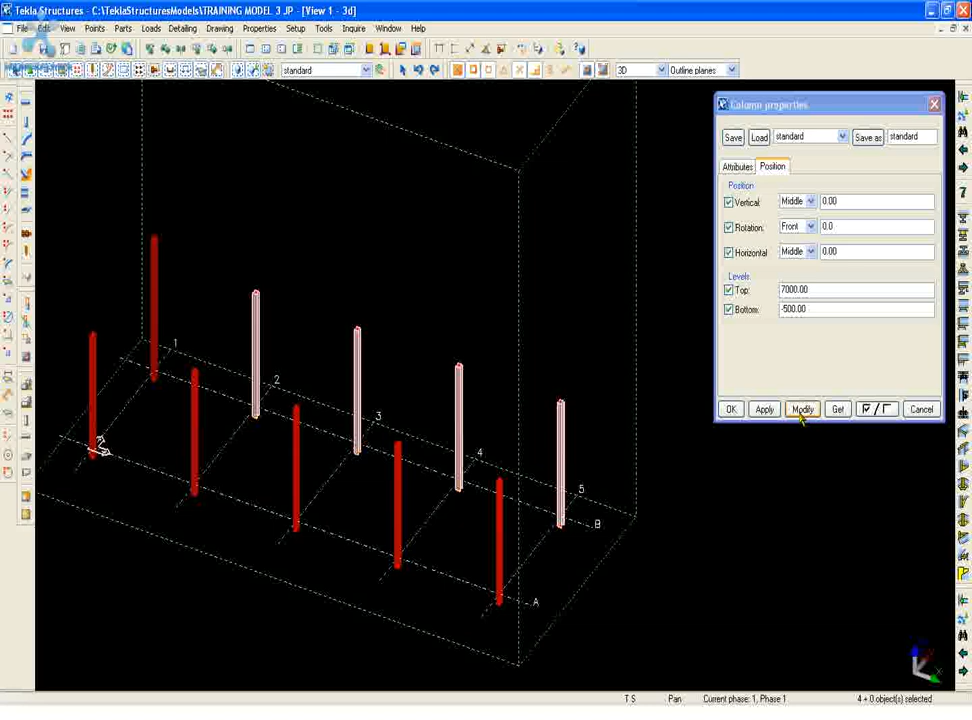 Tekla Structures - C:\TeklaStructuresModels\TRAINING MODEL 3 JP - [View 1 - 3d]
File Edit View Points Parts Loads Detailing Drawing Properties Setup Tools Inquire Window Help
standard 3D Outline planes
Column properties
Save Load standard Save as standard
Attributes Position
Position
Vertical: Middle 0.00
Rotation: Front 0.0
Horizontal Middle 0.00
Levels
Top: 7000.00
Bottom: -500.00
OK Apply Modify Get / Cancel
1
2
3
4
5
B
A
T S Pan Current phase: 1, Phase 1 4 + 0 object(s) selected